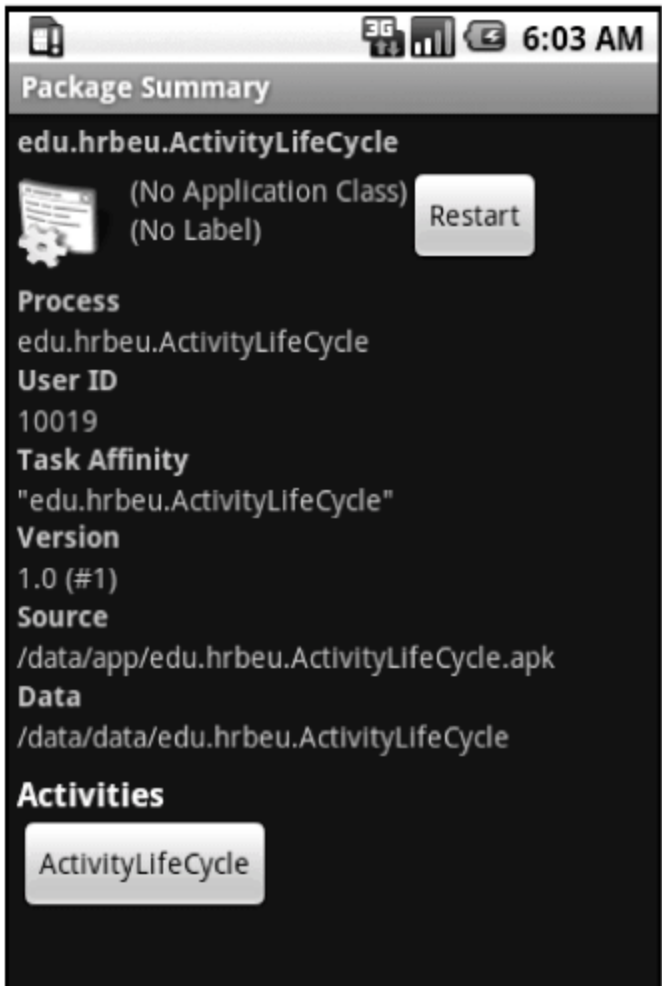 3G 6:03 AM
Package Summary
edu.hrbeu.ActivityLifeCycle
(No Application Class)
(No Label)
Restart
Process
edu.hrbeu.ActivityLifeCycle
User ID
10019
Task Affinity
"edu.hrbeu.ActivityLifeCycle"
Version
1.0 (#1)
Source
/data/app/edu.hrbeu.ActivityLifeCycle.apk
Data
/data/data/edu.hrbeu.ActivityLifeCycle
Activities
ActivityLifeCycle